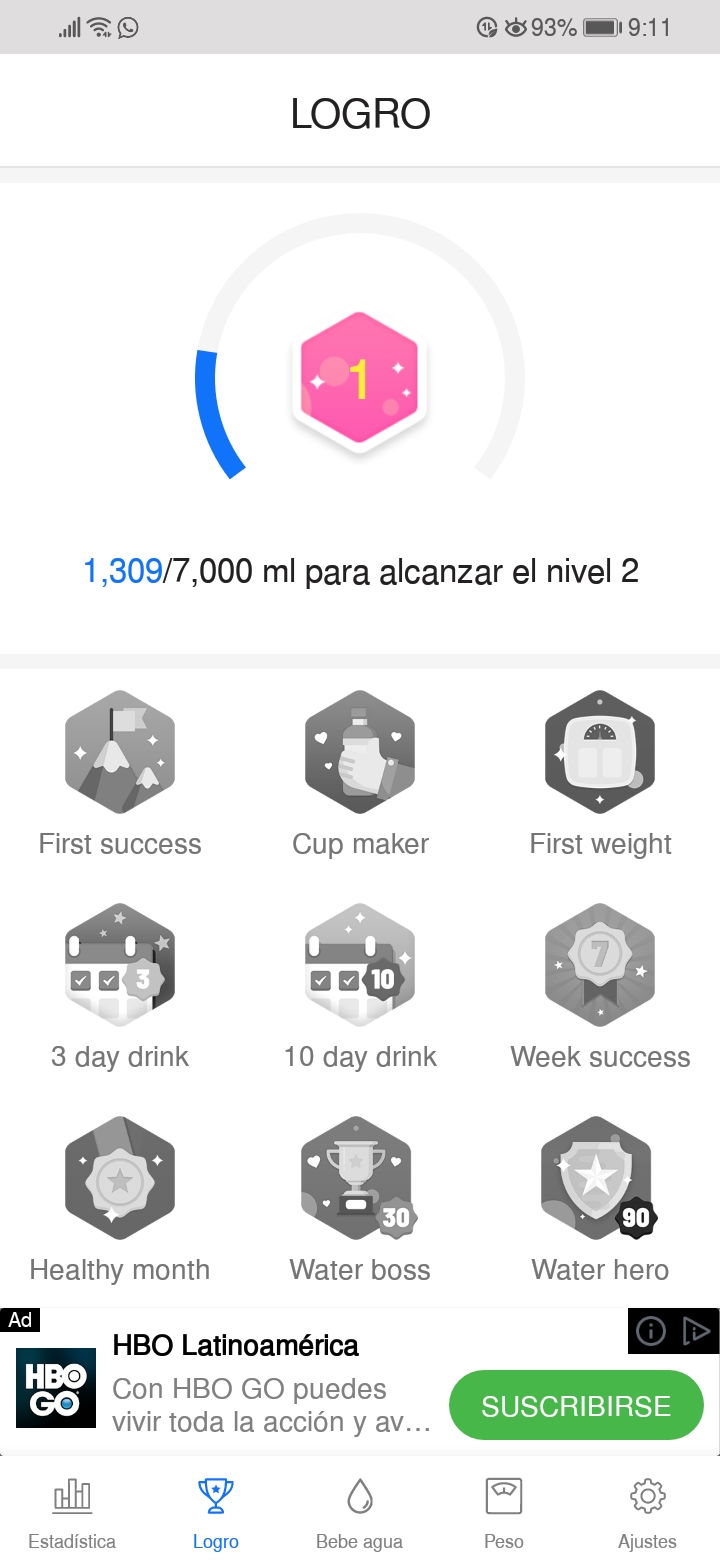 93% 9:11
LOGRO
1
1,309/7,000 ml para alcanzar el nivel 2
First success
Cup maker
First weight
3
10
7
3 day drink
10 day drink
Week success
30
90
Healthy month
Water boss
Water hero
Ad
HBO Latinoamérica
HBO
GO
Con HBO GO puedes
vivir toda la acción y av...
SUSCRIBIRSE
Estadística
Logro
Bebe agua
Peso
Ajustes